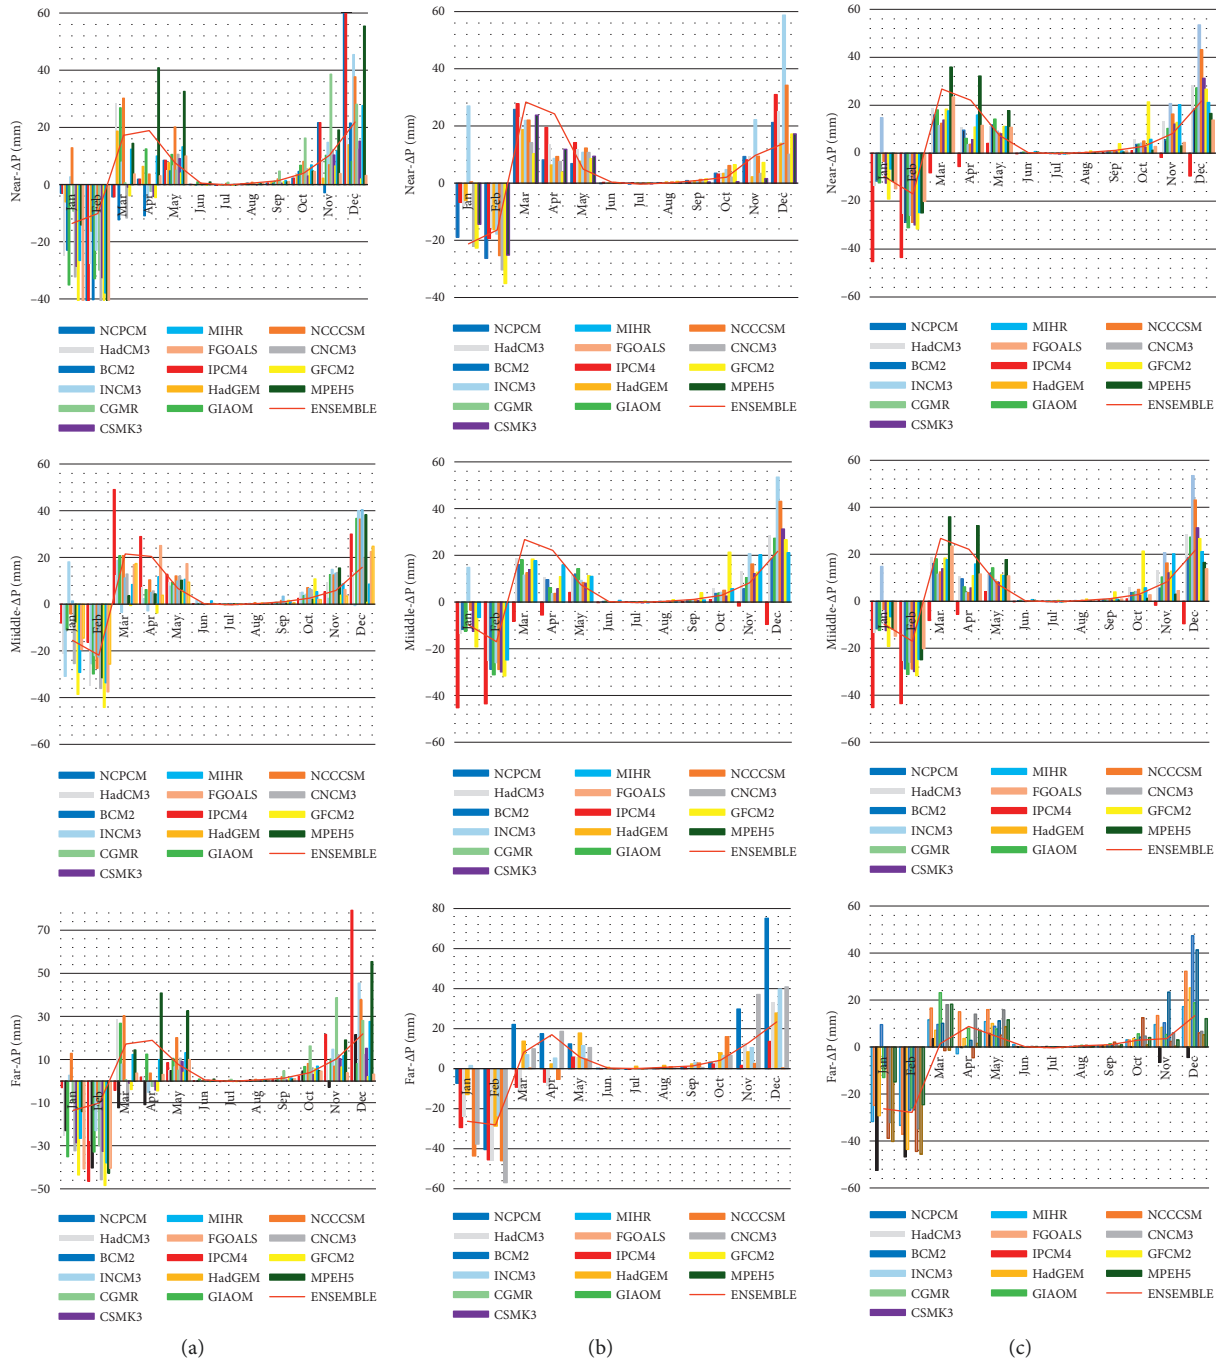 Near-ΔP (mm)
60
40
20
0
−20
−40
Jan Feb Mar Apr May Jun Jul Aug Sep Oct Nov Dec
NCPCM MIHR NCCCSM
HadCM3 FGOALS CNCM3
BCM2 IPCM4 GFCM2
INCM3 HadGEM MPEH5
CGMR GIAOM ENSEMBLE
CSMK3
Near-ΔP (mm)
60
40
20
0
−20
−40
Jan Feb Mar Apr May Jun Jul Aug Sep Oct Nov Dec
NCPCM MIHR NCCCSM
HadCM3 FGOALS CNCM3
BCM2 IPCM4 GFCM2
INCM3 HadGEM MPEH5
CGMR GIAOM ENSEMBLE
CSMK3
Near-ΔP (mm)
60
40
20
0
−20
−40
−60
Jan Feb Mar Apr May Jun Jul Aug Sep Oct Nov Dec
NCPCM MIHR NCCCSM
HadCM3 FGOALS CNCM3
BCM2 IPCM4 GFCM2
INCM3 HadGEM MPEH5
CGMR GIAOM ENSEMBLE
CSMK3
Miiddle-ΔP (mm)
60
40
20
0
−20
−40
−60
Jan Feb Mar Apr May Jun Jul Aug Sep Oct Nov Dec
NCPCM MIHR NCCCSM
HadCM3 FGOALS CNCM3
BCM2 IPCM4 GFCM2
INCM3 HadGEM MPEH5
CGMR GIAOM ENSEMBLE
CSMK3
Middle-ΔP (mm)
60
40
20
0
−20
−40
−60
Jan Feb Mar Apr May Jun Jul Aug Sep Oct Nov Dec
NCPCM MIHR NCCCSM
HadCM3 FGOALS CNCM3
BCM2 IPCM4 GFCM2
INCM3 HadGEM MPEH5
CGMR GIAOM ENSEMBLE
CSMK3
Middle-ΔP (mm)
60
40
20
0
−20
−40
−60
Jan Feb Mar Apr May Jun Jul Aug Sep Oct Nov Dec
NCPCM MIHR NCCCSM
HadCM3 FGOALS CNCM3
BCM2 IPCM4 GFCM2
INCM3 HadGEM MPEH5
CGMR GIAOM ENSEMBLE
CSMK3
Far-ΔP (mm)
70
50
30
10
−10
−30
−50
Jan Feb Mar Apr May Jun Jul Aug Sep Oct Nov Dec
NCPCM MIHR NCCCSM
HadCM3 FGOALS CNCM3
BCM2 IPCM4 GFCM2
INCM3 HadGEM MPEH5
CGMR GIAOM ENSEMBLE
CSMK3
Far-ΔP (mm)
80
60
40
20
0
−20
−40
−60
Jan Feb Mar Apr May Jun Jul Aug Sep Oct Nov Dec
NCPCM MIHR NCCCSM
HadCM3 FGOALS CNCM3
BCM2 IPCM4 GFCM2
INCM3 HadGEM MPEH5
CGMR GIAOM ENSEMBLE
CSMK3
Far-ΔP (mm)
60
40
20
0
−20
−40
−60
Jan Feb Mar Apr May Jun Jul Aug Sep Oct Nov Dec
NCPCM MIHR NCCCSM
HadCM3 FGOALS CNCM3
BCM2 IPCM4 GFCM2
INCM3 HadGEM MPEH5
CGMR GIAOM ENSEMBLE
CSMK3
(a) (b) (c)